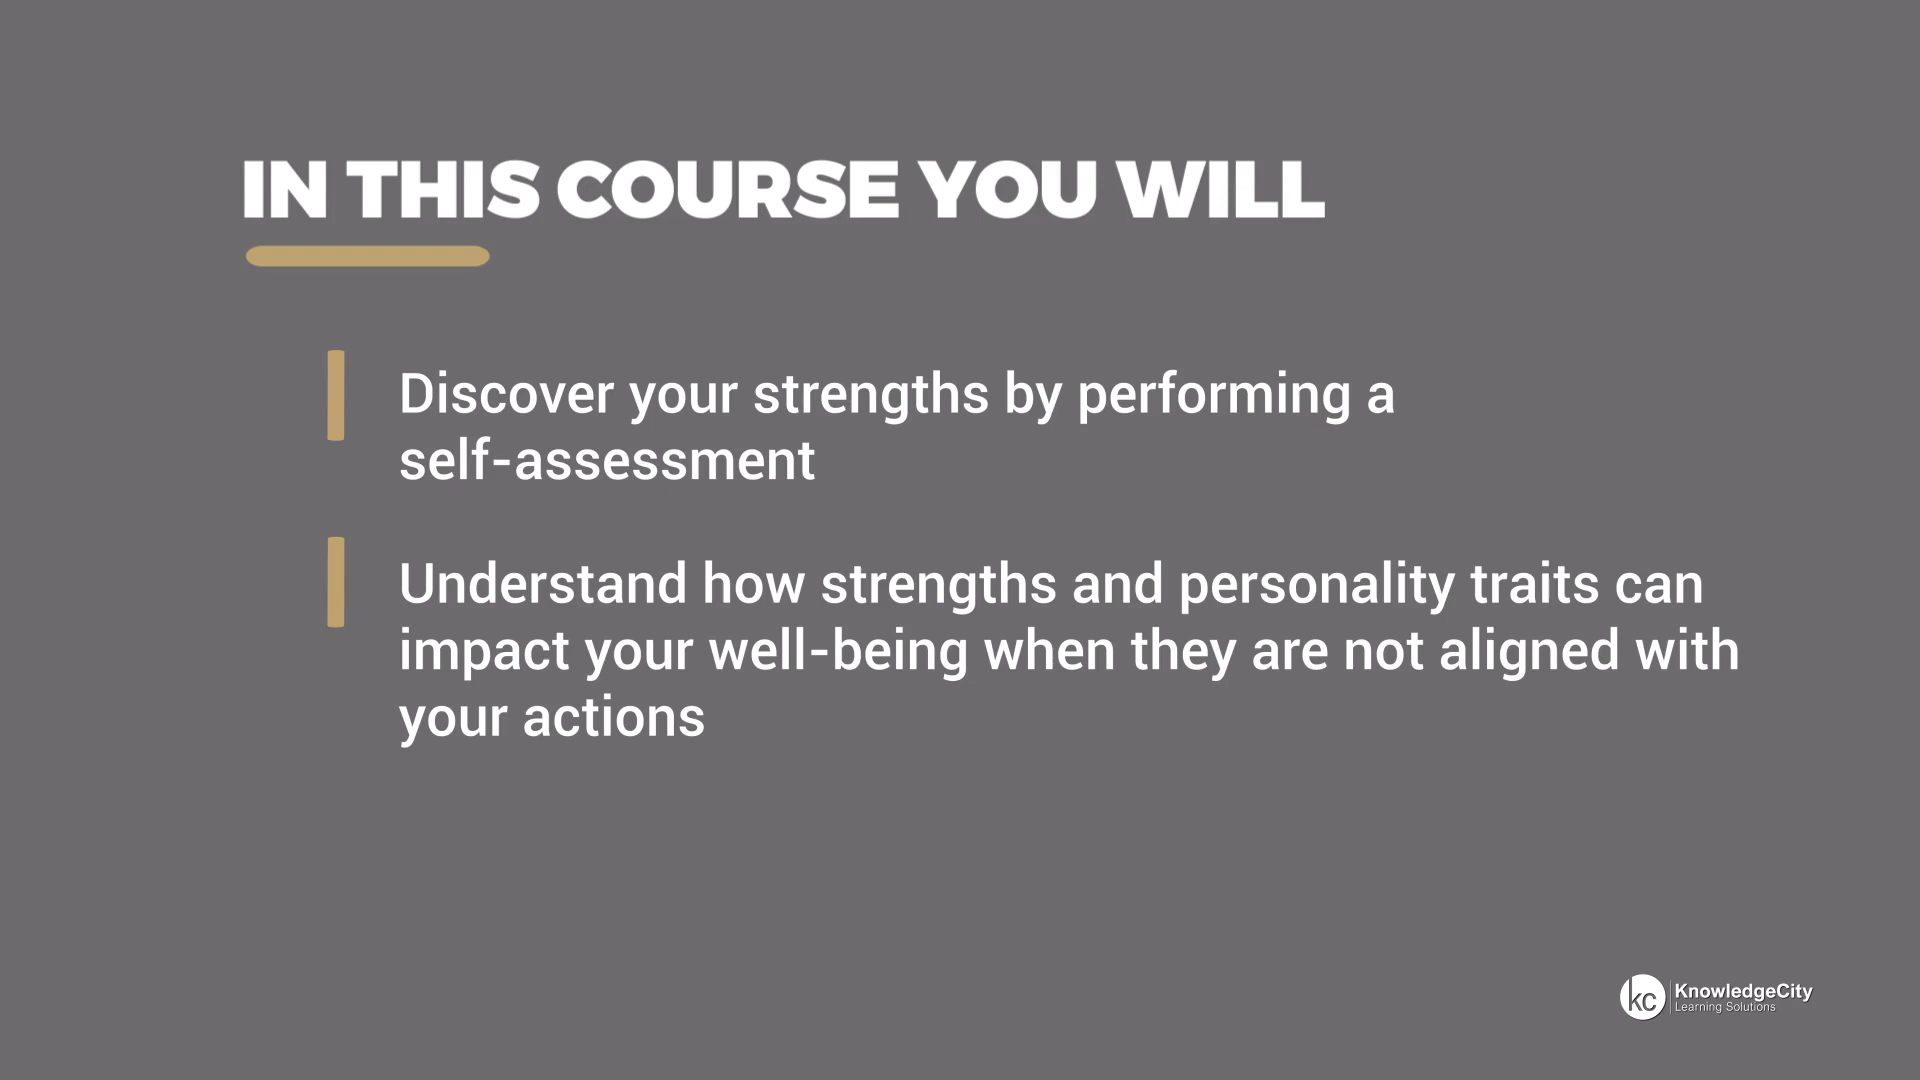 IN THIS COURSE YOU WILL
Discover your strengths by performing a
self-assessment
Understand how strengths and personality traits can
impact your well-being when they are not aligned with
your actions
kc KnowledgeCity
Learning Solutions